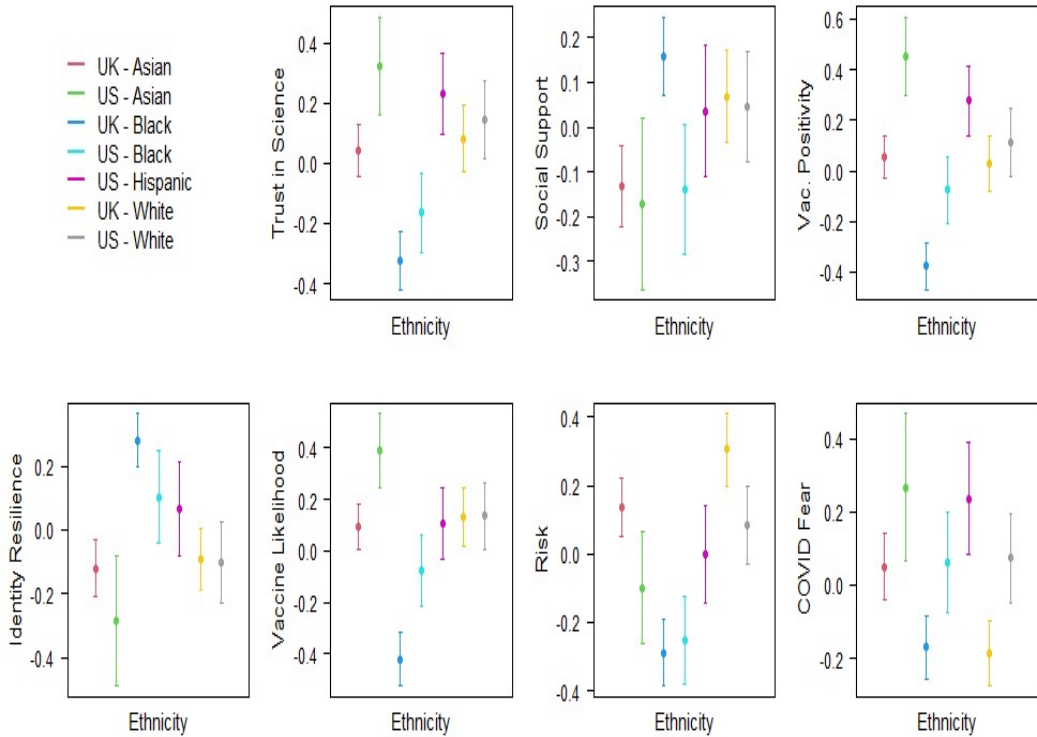 UK - Asian
US - Asian
UK - Black
US - Black
US - Hispanic
UK - White
US - White
Trust in Science
0.4
0.2
0.0
-0.2
-0.4
Ethnicity
Social Support
0.2
0.1
0.0
-0.1
-0.2
-0.3
Ethnicity
Vac. Positivity
0.6
0.4
0.2
0.0
-0.2
-0.4
Ethnicity
Identity Resilience
0.2
0.0
-0.2
-0.4
Ethnicity
Vaccine Likelihood
0.4
0.2
0.0
-0.2
-0.4
Ethnicity
Risk
0.4
0.2
0.0
-0.2
-0.4
Ethnicity
COVID Fear
0.4
0.2
0.0
-0.2
Ethnicity